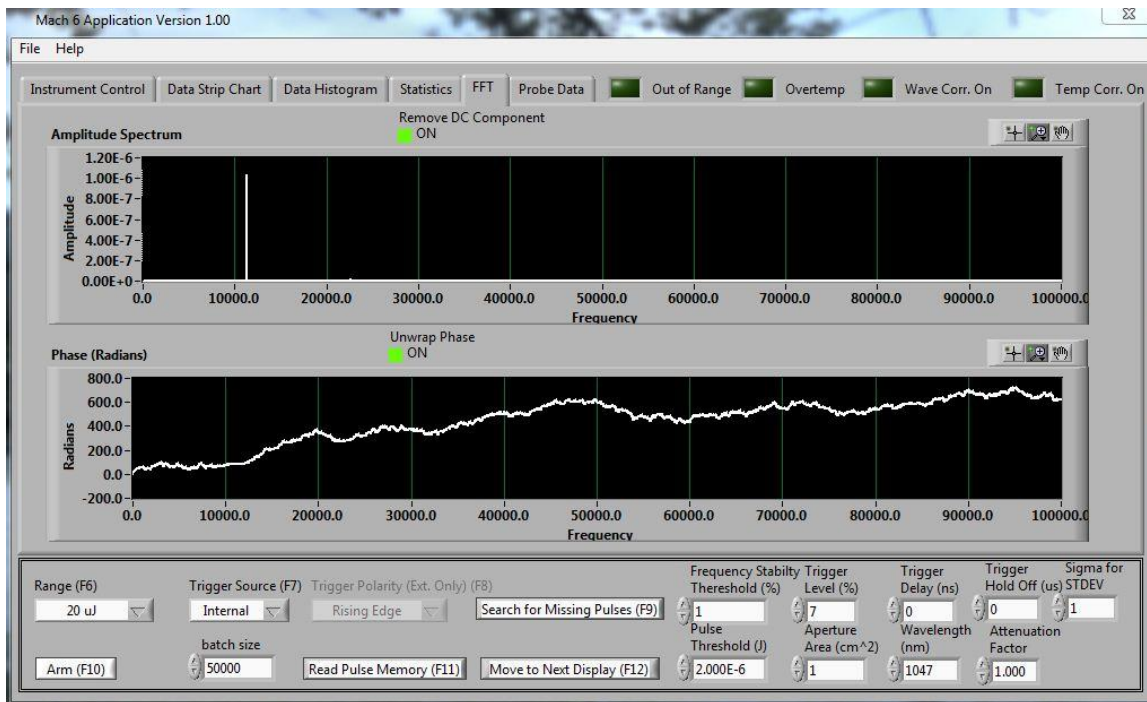 Mach 6 Application Version 1.00
File Help
Instrument Control Data Strip Chart Data Histogram Statistics FFT Probe Data Out of Range Overtemp Wave Corr. On Temp Corr. On
Remove DC Component
Amplitude Spectrum ON
1.20E-6
1.00E-6
8.00E-7
6.00E-7
4.00E-7
2.00E-7
0.00E+0
Amplitude
0.0 10000.0 20000.0 30000.0 40000.0 50000.0 60000.0 70000.0 80000.0 90000.0 100000.0
Frequency
Unwrap Phase
Phase (Radians) ON
800.0
600.0
400.0
200.0
0.0
-200.0
Radians
0.0 10000.0 20000.0 30000.0 40000.0 50000.0 60000.0 70000.0 80000.0 90000.0 100000.0
Frequency
Range (F6) Trigger Source (F7) Trigger Polarity (Ext. Only) (F8) Frequency Stabilty Thereshold (%) Trigger Level (%) Trigger Delay (ns) Trigger Hold Off (us) Sigma for STDEV
20 uJ Internal Rising Edge Search for Missing Pulses (F9) 1 7 0 0 1
batch size Pulse Threshold (J) Aperture Area (cm^2) Wavelength (nm) Attenuation Factor
Arm (F10) 50000 Read Pulse Memory (F11) Move to Next Display (F12) 2.000E-6 1 1047 1.000